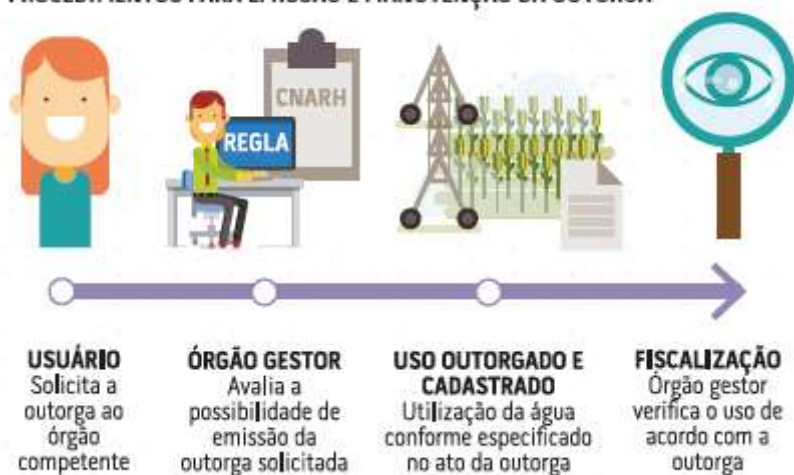 CNARH
REGLA
USUÁRIO
Solicita a
outorga ao
órgão
competente
ÓRGÃO GESTOR
Avalia a
possibilidade de
emissão da
outorga solicitada
USO OUTORGADO E
CADASTRADO
Utilização da água
conforme especificado
no ato da outorga
FISCALIZAÇÃO
Órgão gestor
verifica o uso de
acordo com a
outorga